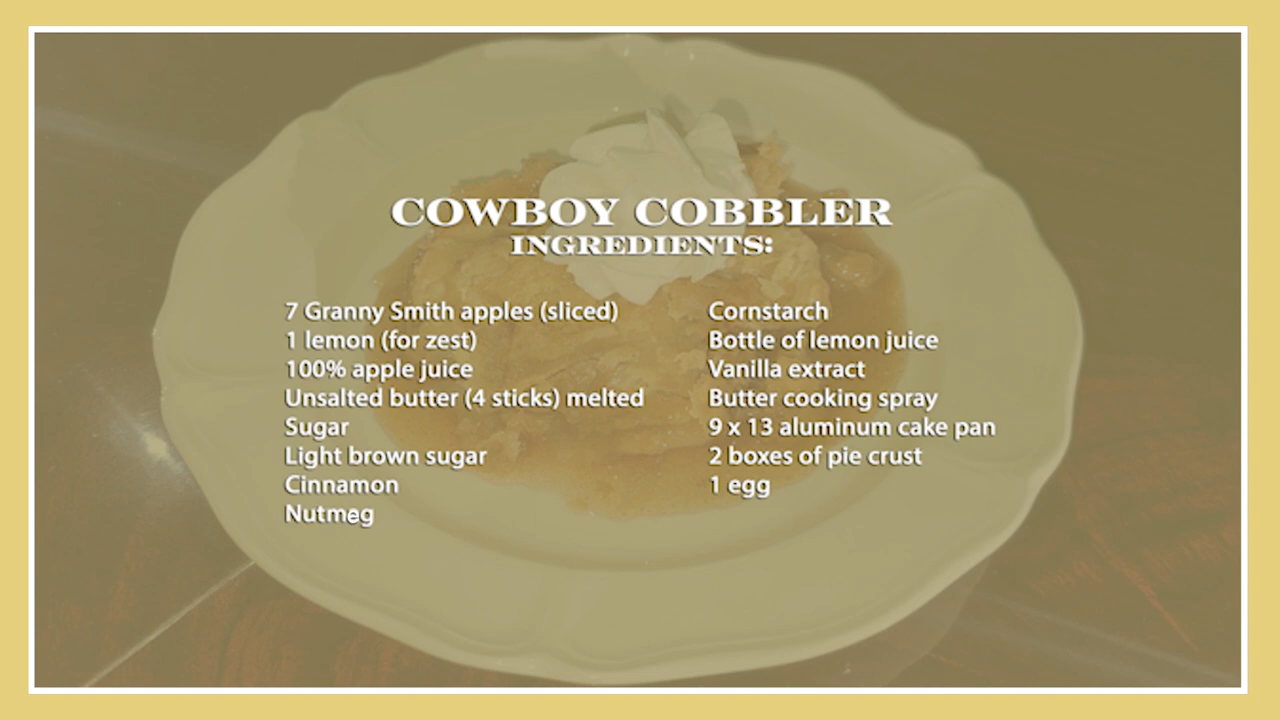 COWBOY COBBLER
INGREDIENTS:
7 Granny Smith apples (sliced)
1 lemon (for zest)
100% apple juice
Unsalted butter (4 sticks) melted
Sugar
Light brown sugar
Cinnamon
Nutmeg
Cornstarch
Bottle of lemon juice
Vanilla extract
Butter cooking spray
9 x 13 aluminum cake pan
2 boxes of pie crust
1 egg